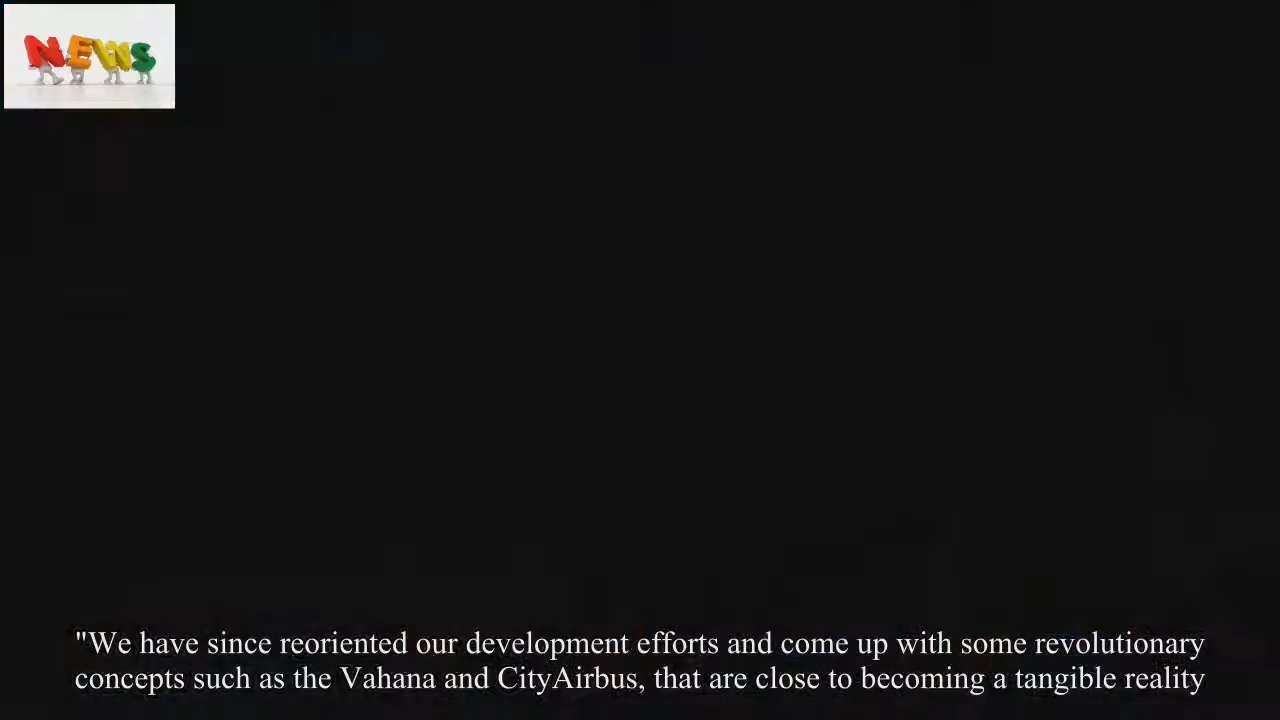 NEWS
"We have since reoriented our development efforts and come up with some revolutionary
concepts such as the Vahana and CityAirbus, that are close to becoming a tangible reality